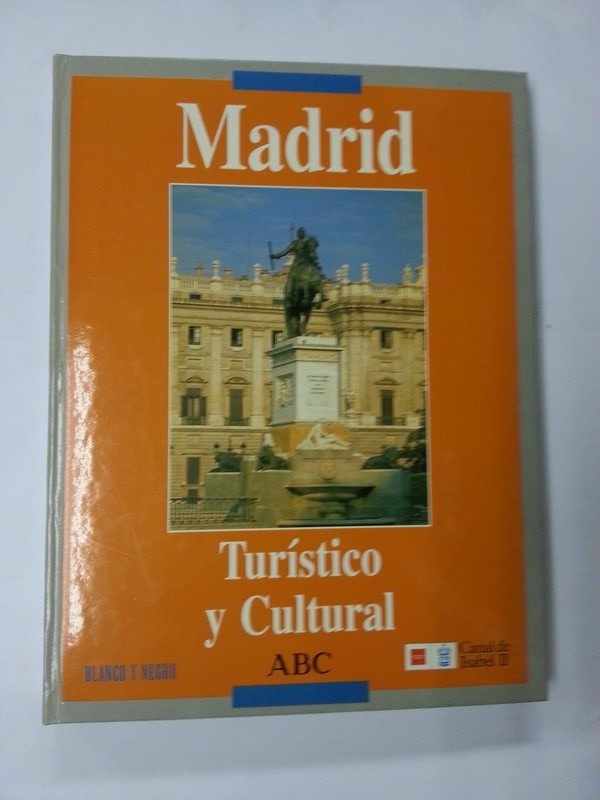 Madrid
Turístico
y Cultural
BLANCO Y NEGRO
ABC
Canal de
Isabel II